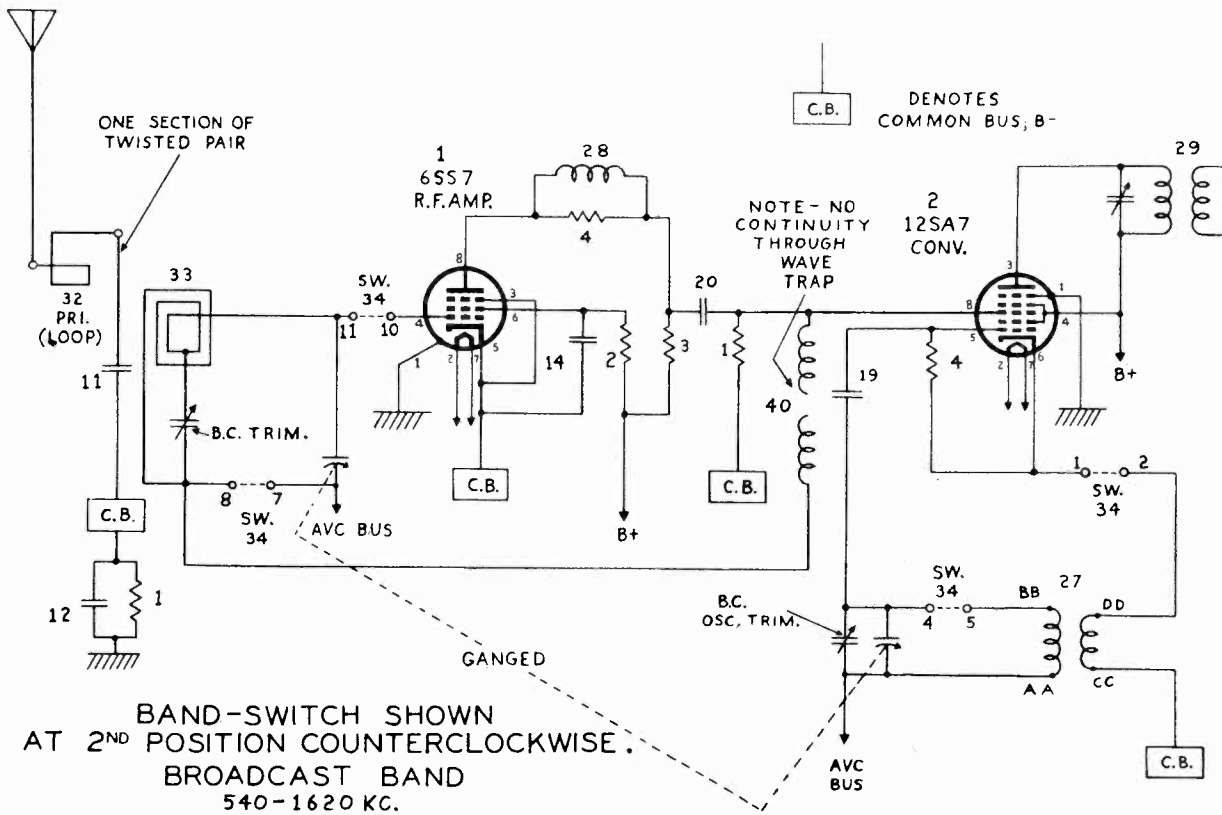 C.B.
DENOTES
COMMON BUS, B-
ONE SECTION OF
TWISTED PAIR
1
6SS7
R.F. AMP.
28
4
NOTE - NO
CONTINUITY
THROUGH
WAVE
TRAP
2
12SA7
CONV.
29
32
PRI.
(LOOP)
33
SW.
34
11 10
8
3
6
4
5
1
2 7
14
2
3
20
1
40
19
4
3
1
8
4
5
6
2 7
B+
11
B.C. TRIM.
8 7
SW.
34
AVC BUS
C.B.
B+
C.B.
1 2
SW.
34
C.B.
12
1
B.C.
OSC. TRIM.
SW.
34
4 5
BB
27
DD
AA
CC
GANGED
AVC
BUS
C.B.
BAND-SWITCH SHOWN
AT 2ND POSITION COUNTERCLOCKWISE.
BROADCAST BAND
540-1620 KC.